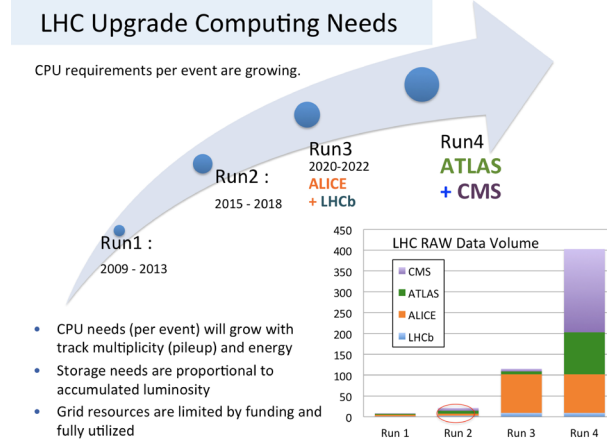 LHC Upgrade Computing Needs
CPU requirements per event are growing.
Run1 :
2009 - 2013
Run2 :
2015 - 2018
Run3
2020-2022
ALICE
+ LHCb
Run4
ATLAS
+ CMS
• CPU needs (per event) will grow with
track multiplicity (pileup) and energy
• Storage needs are proportional to
accumulated luminosity
• Grid resources are limited by funding and
fully utilized
LHC RAW Data Volume
CMS
ATLAS
ALICE
LHCb
450
400
350
300
250
200
150
100
50
0
Run 1 Run 2 Run 3 Run 4